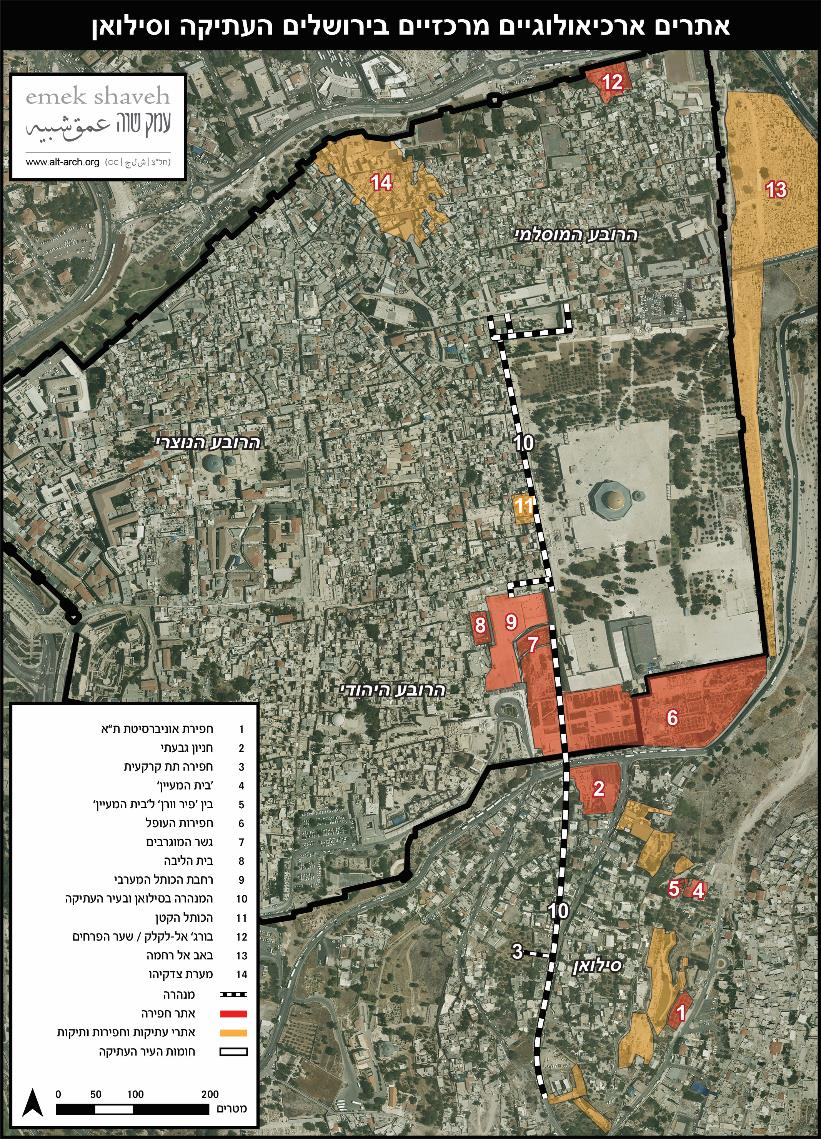 אתרים ארכיאולוגיים מרכזיים בירושלים העתיקה וסילואן
emek shaveh
עמק שוה عمق شبيه
www.alt-arch.org (cc | ش.ج.خ | חל"צ)
12
14
13
הרובע המוסלמי
10
הרובע הנוצרי
11
8
9
7
הרובע היהודי
6
2
5
4
10
3
סילואן
1
1 חפירת אוניברסיטת ת"א
2 חניון גבעתי
3 חפירה תת קרקעית
4 'בית המעיין'
5 בין 'פיר וורן' ל'בית המעיין'
6 חפירות העופל
7 גשר המוגרבים
8 בית הליבה
9 רחבת הכותל המערבי
10 המנהרה בסילואן ובעיר העתיקה
11 הכותל הקטן
12 בורג' אל-לקלק / שער הפרחים
13 באב אל רחמה
14 מערת צדקיהו
מנהרה
אתר חפירה
אתרי עתיקות וחפירות ותיקות
חומות העיר העתיקה
0 50 100 200 מטרים